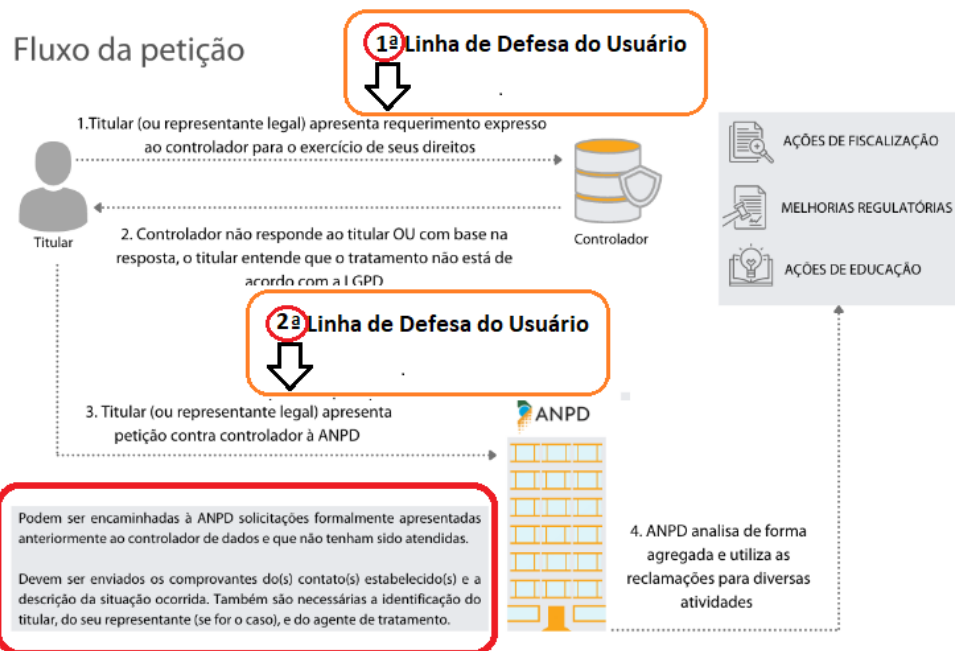 Fluxo da petição
1ª Linha de Defesa do Usuário
1.Titular (ou representante legal) apresenta requerimento expresso
ao controlador para o exercício de seus direitos
Titular
Controlador
2. Controlador não responde ao titular OU com base na
resposta, o titular entende que o tratamento não está de
acordo com a LGPD
AÇÕES DE FISCALIZAÇÃO
MELHORIAS REGULATÓRIAS
AÇÕES DE EDUCAÇÃO
2ª Linha de Defesa do Usuário
3. Titular (ou representante legal) apresenta
petição contra controlador à ANPD
ANPD
Podem ser encaminhadas à ANPD solicitações formalmente apresentadas
anteriormente ao controlador de dados e que não tenham sido atendidas.
Devem ser enviados os comprovantes do(s) contato(s) estabelecido(s) e a
descrição da situação ocorrida. Também são necessárias a identificação do
titular, do seu representante (se for o caso), e do agente de tratamento.
4. ANPD analisa de forma
agregada e utiliza as
reclamações para diversas
atividades